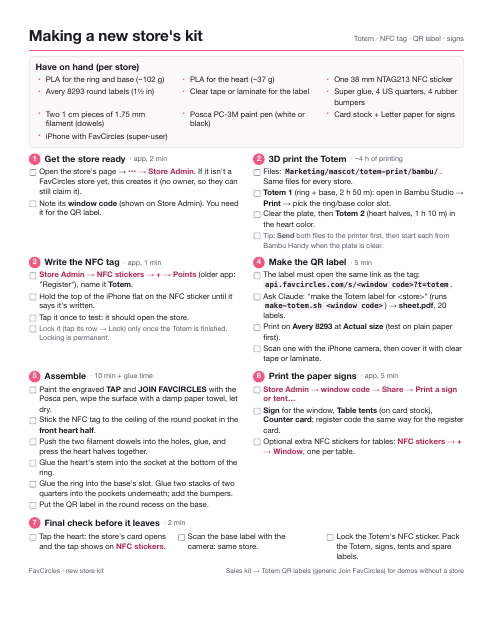 Making a new store's kit
Totem · NFC tag · QR label · signs
Have on hand (per store)
· PLA for the ring and base (~102 g)
· PLA for the heart (~37 g)
· One 38 mm NTAG213 NFC sticker
· Avery 8293 round labels (1½ in)
· Clear tape or laminate for the label
· Super glue, 4 US quarters, 4 rubber
bumpers
· Two 1 cm pieces of 1.75 mm
filament (dowels)
· Posca PC-3M paint pen (white or
black)
· Card stock + Letter paper for signs
· iPhone with FavCircles (super-user)
1 Get the store ready · app, 2 min
Open the store's page → ··· → Store Admin. If it isn't a
FavCircles store yet, this creates it (no owner, so they can
still claim it).
Note its window code (shown on Store Admin). You need
it for the QR label.
2 3D print the Totem · ~4 h of printing
Files: Marketing/mascot/totem-print/bambu/ .
Same files for every store.
Totem 1 (ring + base, 2 h 50 m): open in Bambu Studio →
Print → pick the ring/base color slot.
Clear the plate, then Totem 2 (heart halves, 1 h 10 m) in
the heart color.
Tip: Send both files to the printer first, then start each from
Bambu Handy when the plate is clear.
3 Write the NFC tag · app, 1 min
Store Admin → NFC stickers → + → Points (older app:
"Register"), name it Totem.
Hold the top of the iPhone flat on the NFC sticker until it
says it's written.
Tap it once to test: it should open the store.
Lock it (tap its row → Lock) only once the Totem is finished.
Locking is permanent.
4 Make the QR label · 5 min
The label must open the same link as the tag:
api.favcircles.com/s/<window code>?t=totem .
Ask Claude: "make the Totem label for <store>" (runs
make-totem.sh <window code>) → sheet.pdf, 20
labels.
Print on Avery 8293 at Actual size (test on plain paper
first).
Scan one with the iPhone camera, then cover it with clear
tape or laminate.
5 Assemble · 10 min + glue time
Paint the engraved TAP and JOIN FAVCIRCLES with the
Posca pen, wipe the surface with a damp paper towel, let
dry.
Stick the NFC tag to the ceiling of the round pocket in the
front heart half.
Push the two filament dowels into the holes, glue, and
press the heart halves together.
Glue the heart's stem into the socket at the bottom of the
ring.
Glue the ring into the base's slot. Glue two stacks of two
quarters into the pockets underneath; add the bumpers.
Put the QR label in the round recess on the base.
6 Print the paper signs · app, 5 min
Store Admin → window code → Share → Print a sign
or tent...
Sign for the window, Table tents (on card stock),
Counter card; register code the same way for the register
card.
Optional extra NFC stickers for tables: NFC stickers → +
→ Window, one per table.
7 Final check before it leaves · 2 min
Tap the heart: the store's card opens
and the tap shows on NFC stickers.
Scan the base label with the
camera: same store.
Lock the Totem's NFC sticker. Pack
the Totem, signs, tents and spare
labels.
FavCircles · new store kit
Sales kit → Totem QR labels (generic Join FavCircles) for demos without a store